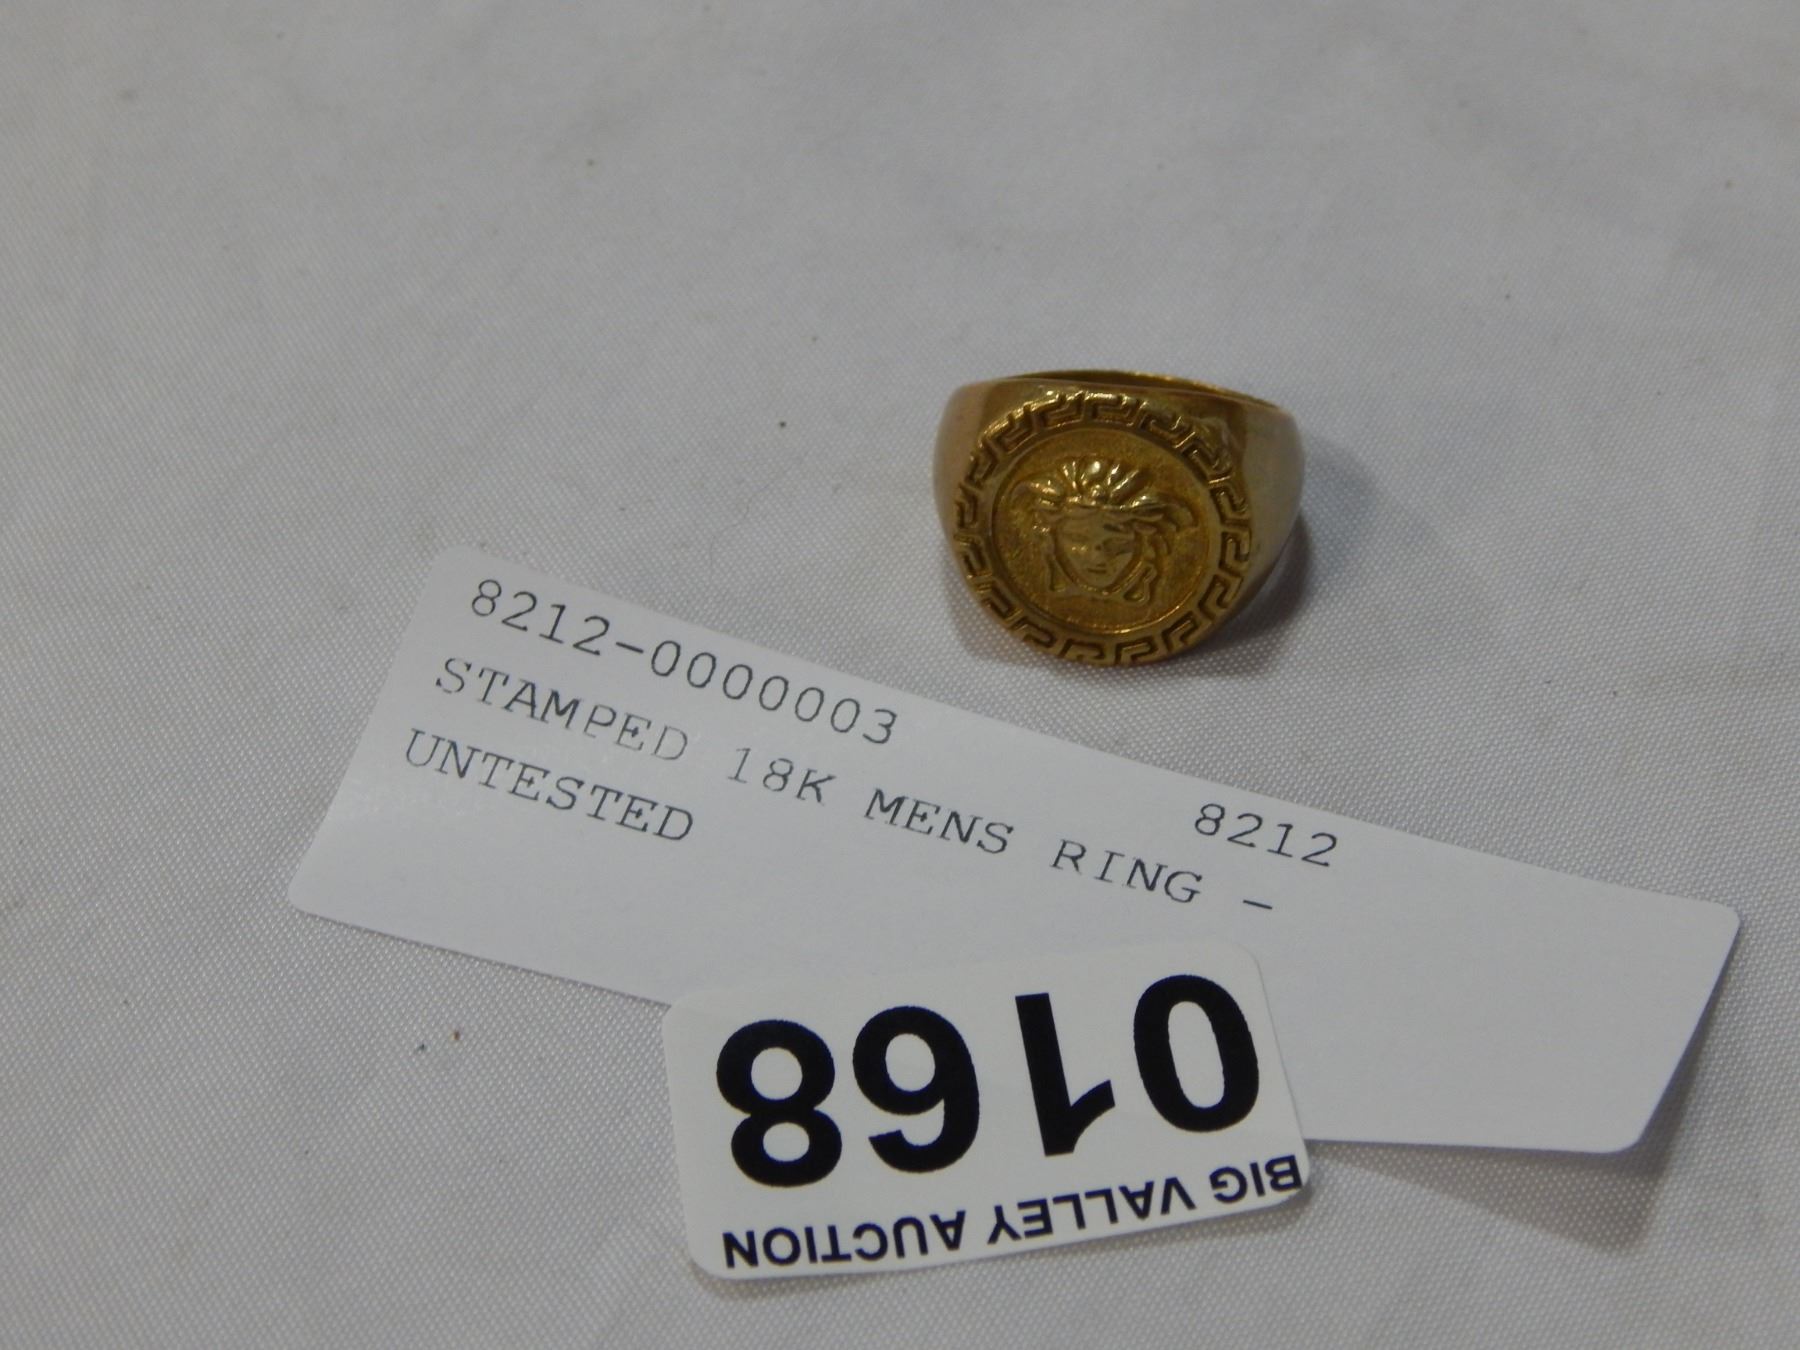 8212-0000003
8212
STAMPED 18K MENS RING -
UNTESTED
BIG VALLEY AUCTION
0168